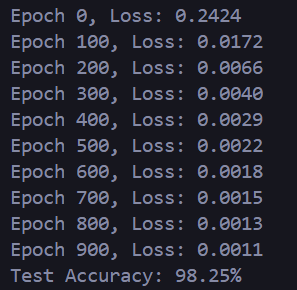 Epoch 0, Loss: 0.2424
Epoch 100, Loss: 0.0172
Epoch 200, Loss: 0.0066
Epoch 300, Loss: 0.0040
Epoch 400, Loss: 0.0029
Epoch 500, Loss: 0.0022
Epoch 600, Loss: 0.0018
Epoch 700, Loss: 0.0015
Epoch 800, Loss: 0.0013
Epoch 900, Loss: 0.0011
Test Accuracy: 98.25%